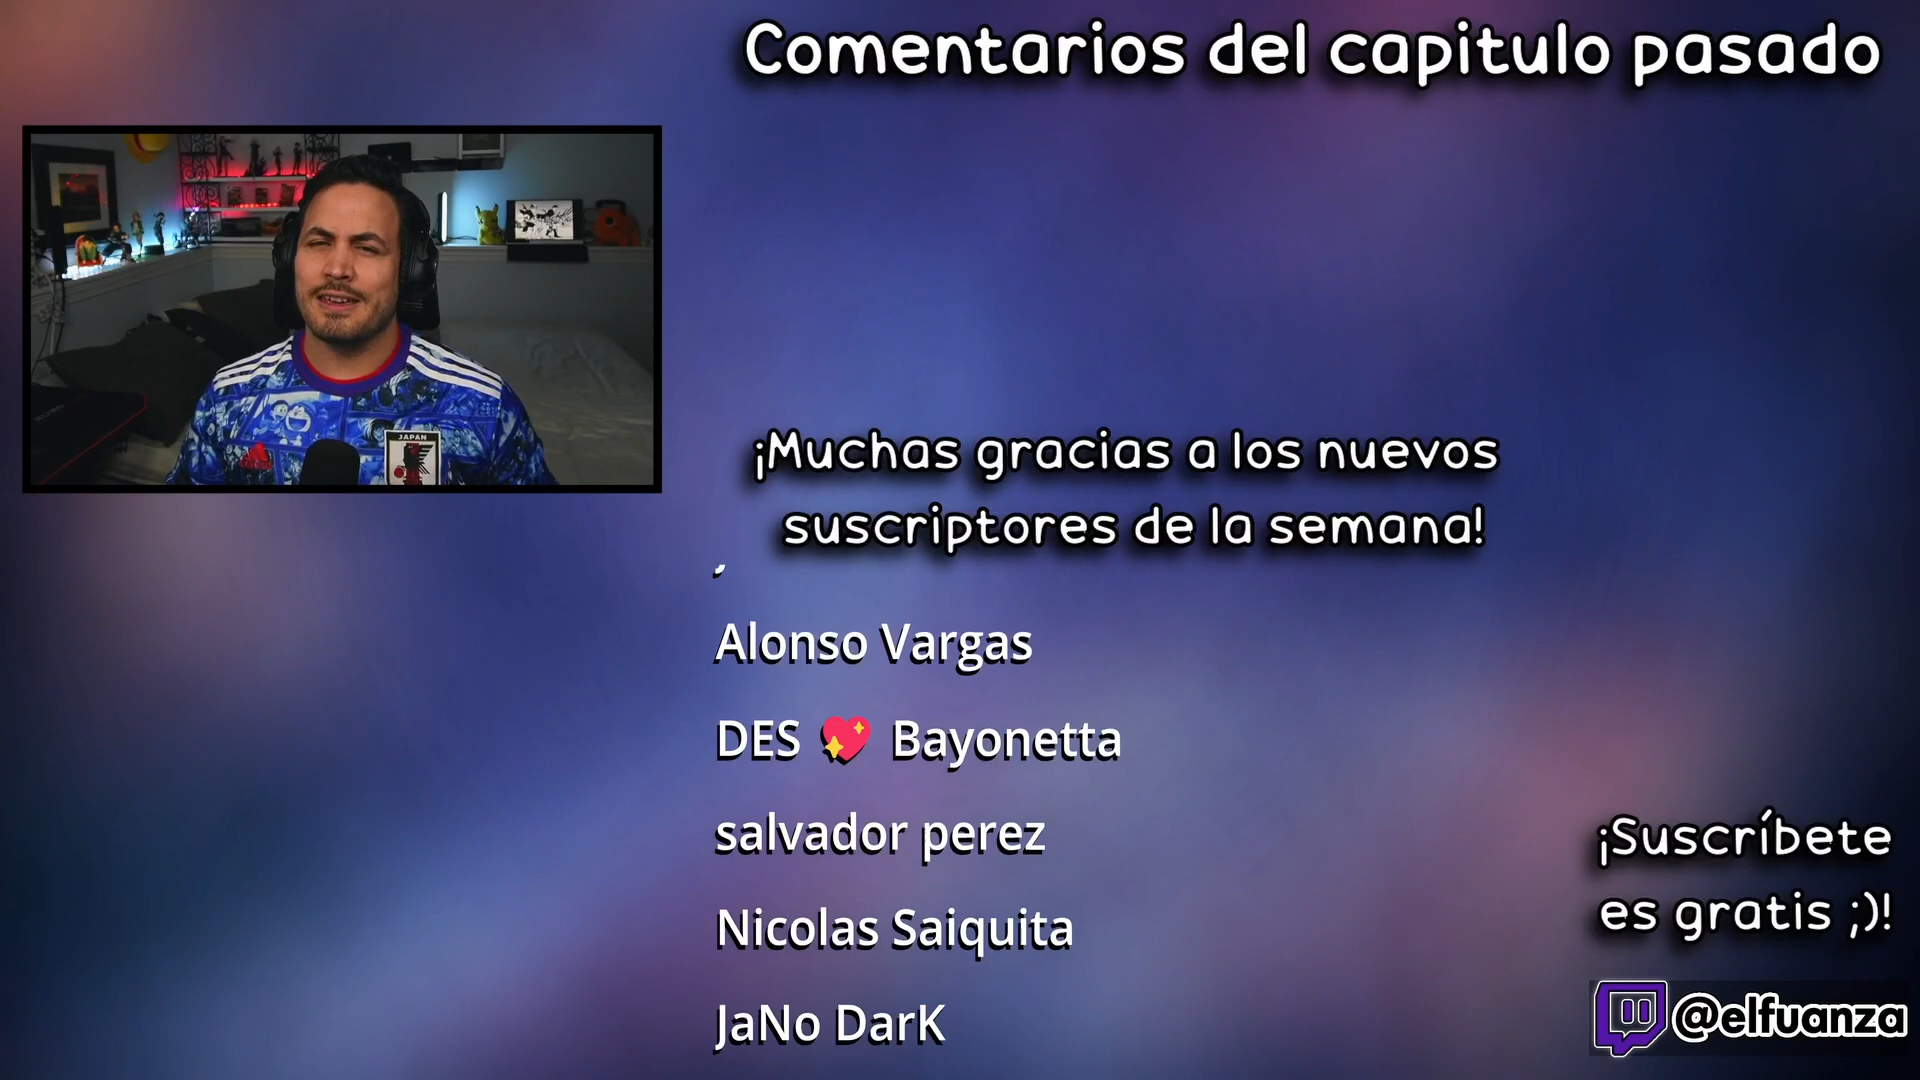 Comentarios del capitulo pasado
JAPAN
¡Muchas gracias a los nuevos
suscriptores de la semana!
Alonso Vargas
DES 💖 Bayonetta
salvador perez
Nicolas Saiquita
JaNo DarK
¡Suscríbete
es gratis ;)!
@elfuanza